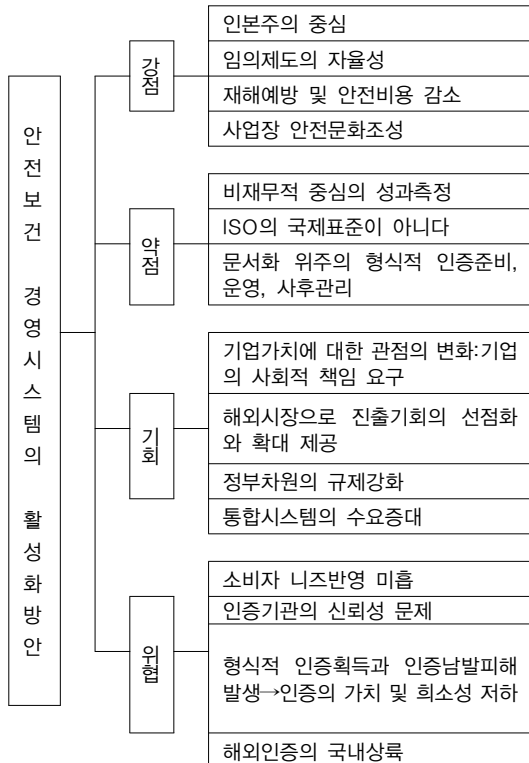 안전보건 경영시스템의 활성화방안
강점
인본주의 중심
임의제도의 자율성
재해예방 및 안전비용 감소
사업장 안전문화조성
약점
비재무적 중심의 성과측정
ISO의 국제표준이 아니다
문서화 위주의 형식적 인증준비,
운영, 사후관리
기회
기업가치에 대한 관점의 변화:기업
의 사회적 책임 요구
해외시장으로 진출기회의 선점화
와 확대 제공
정부차원의 규제강화
통합시스템의 수요증대
위협
소비자 니즈반영 미흡
인증기관의 신뢰성 문제
형식적 인증획득과 인증남발피해
발생→인증의 가치 및 희소성 저하
해외인증의 국내상륙